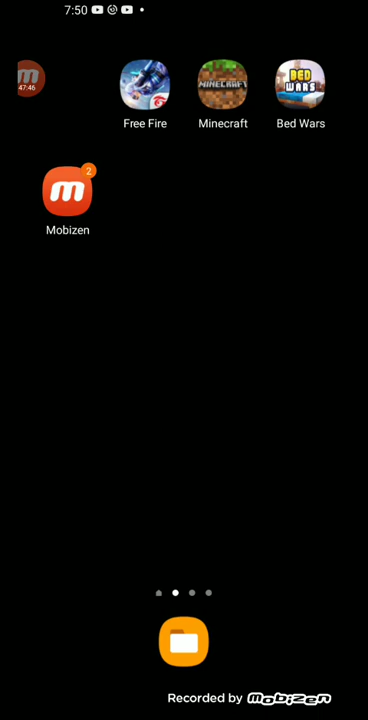 7:50
47:46
MINECRAFT
BED
WARS
Free Fire
Minecraft
Bed Wars
2
Mobizen
Recorded by Mobizen